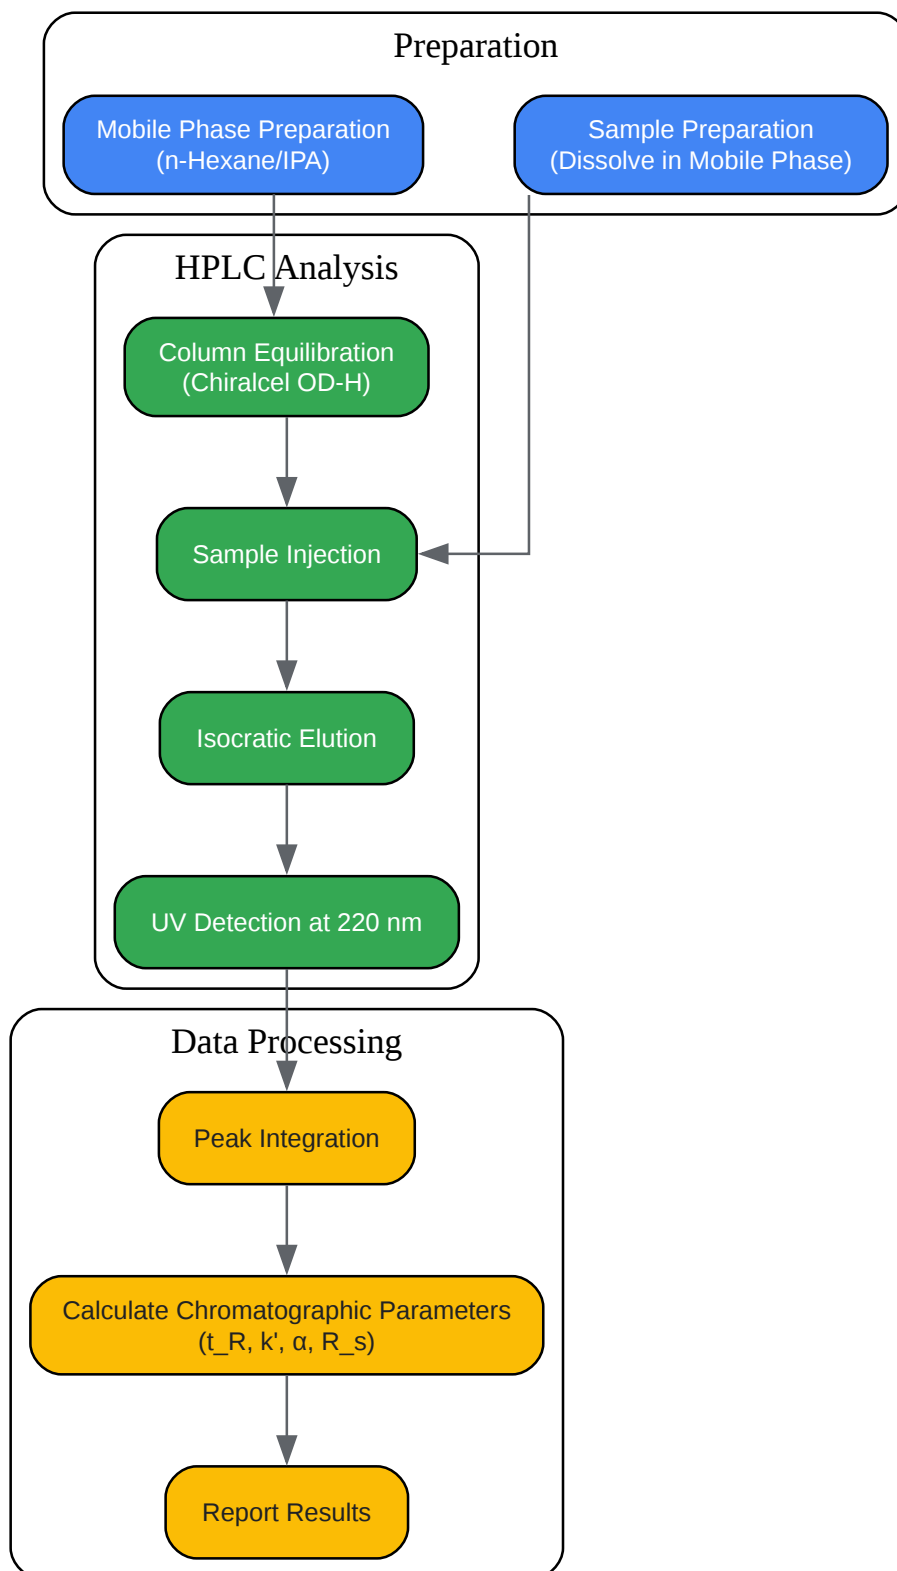 Preparation
Mobile Phase Preparation
(n-Hexane/IPA)
Sample Preparation
(Dissolve in Mobile Phase)
HPLC Analysis
Column Equilibration
(Chiralcel OD-H)
Sample Injection
Isocratic Elution
UV Detection at 220 nm
Data Processing
Peak Integration
Calculate Chromatographic Parameters
(t_R, k', α, R_s)
Report Results